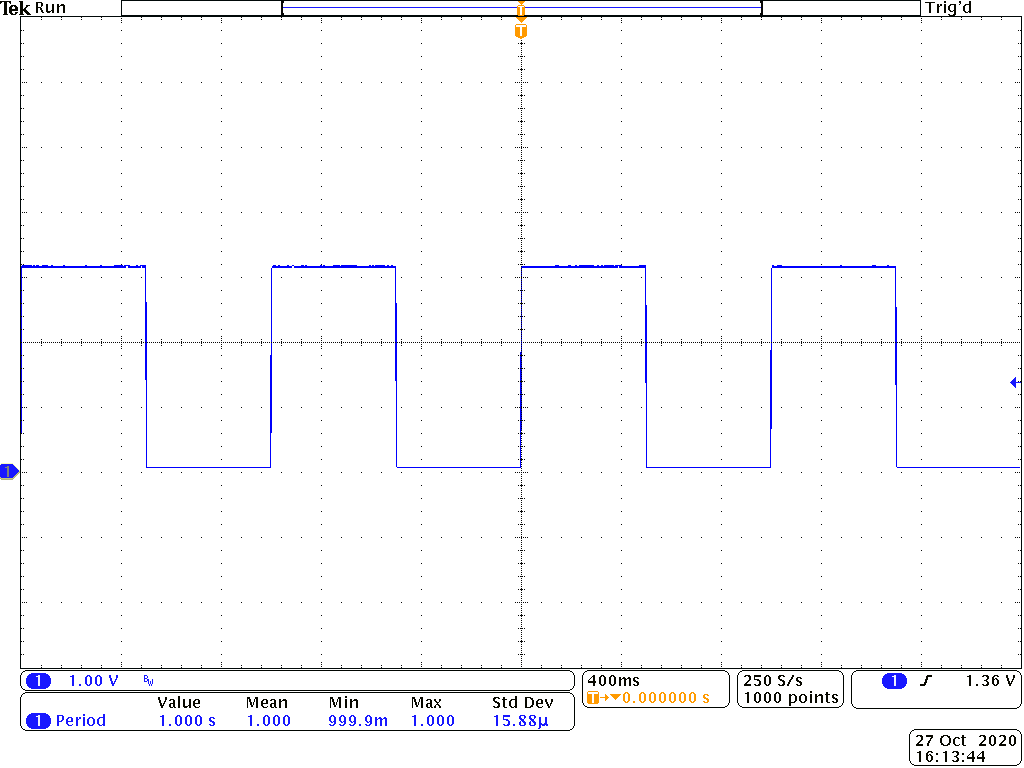 Tek Run Trig'd
T
T
1
1 1.00 V BW
400ms
T→▼0.000000 s
250 S/s
1000 points
1 1.36 V
Value Mean Min Max Std Dev
1 Period 1.000 s 1.000 999.9m 1.000 15.88µ
27 Oct 2020
16:13:44